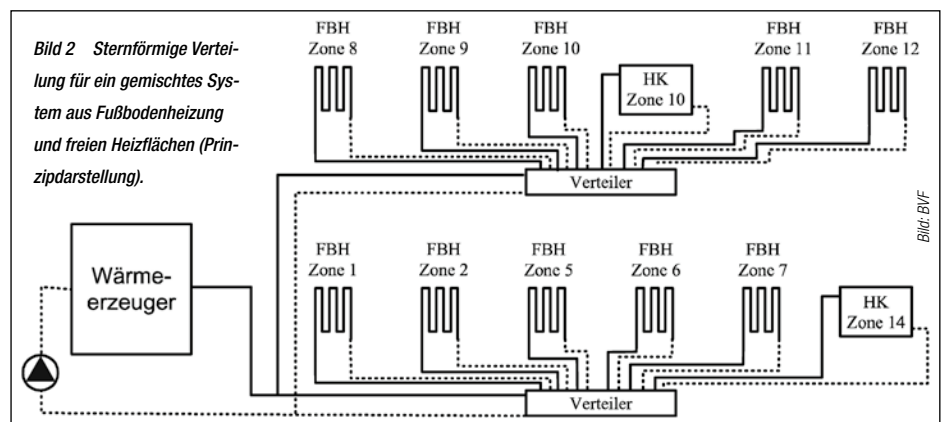 Bild 2 Sternförmige Vertei-
lung für ein gemischtes Sys-
tem aus Fußbodenheizung
und freien Heizflächen (Prin-
zipdarstellung).
FBH
Zone 8
FBH
Zone 9
FBH
Zone 10
HK
Zone 10
FBH
Zone 11
FBH
Zone 12
Verteiler
Bild: BVF
Wärme-
erzeuger
FBH
Zone 1
FBH
Zone 2
FBH
Zone 5
FBH
Zone 6
FBH
Zone 7
HK
Zone 14
Verteiler